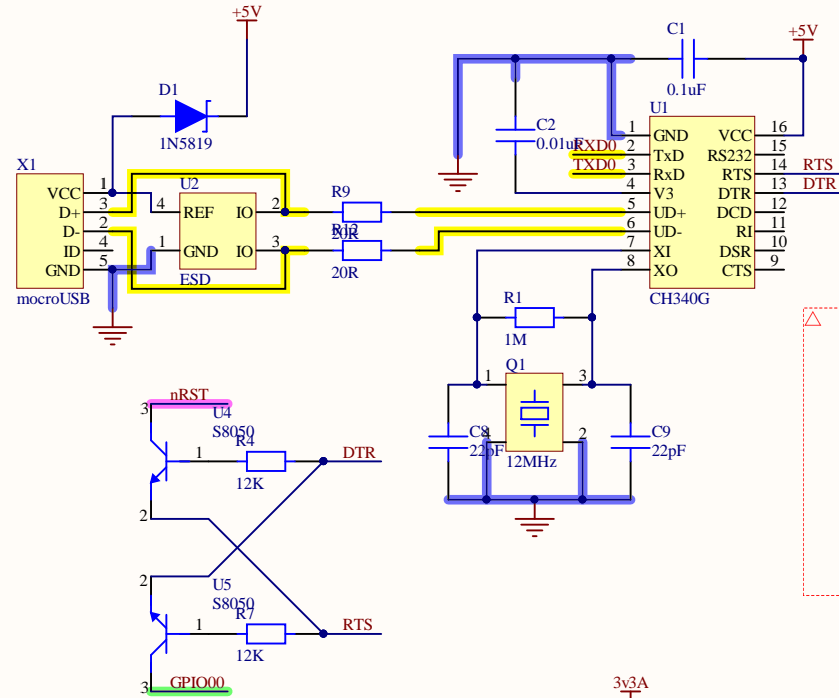 +5V
C1
+5V
D1
0.1uF
1N5819
C2
0.01uF
U1
1 GND VCC 16
RXD0 2 TxD RS232 15
TXD0 3 RxD RTS 14 RTS
4 V3 DTR 13 DTR
5 UD+ DCD 12
6 UD- RI 11
7 XI DSR 10
8 XO CTS 9
CH340G
X1
VCC 1
D+ 3
D- 2
ID 4
GND 5
mocroUSB
U2
4 REF IO 2
1 GND IO 3
ESD
R9
20R
R12
20R
R1
1M
Q1
1 3
4 2
12MHz
C8
22pF
C9
22pF
nRST
3
U4
S8050
R4
1
12K
DTR
2
2
U5
S8050
R7
1
12K
RTS
3
GPIO00
3v3A